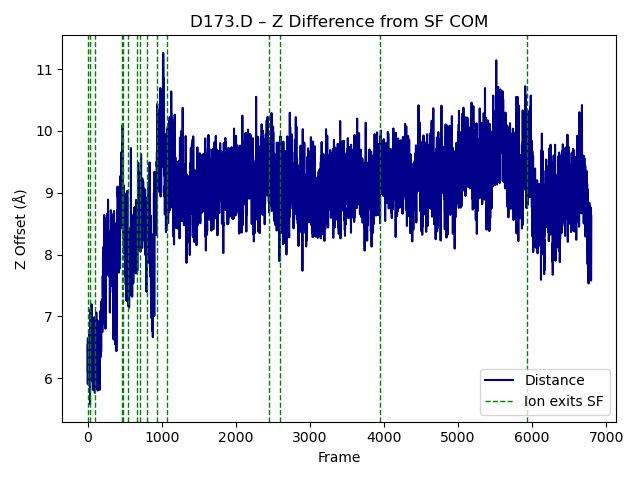 D173.D – Z Difference from SF COM
Z Offset (Å)
11
10
9
8
7
6
0
1000
2000
3000
4000
5000
6000
7000
Frame
Distance
Ion exits SF